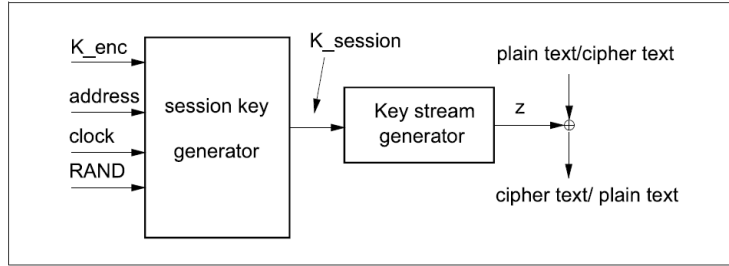 K_enc
address
clock
RAND
session key
generator
K_session
Key stream
generator
z
plain text/cipher text
cipher text/ plain text